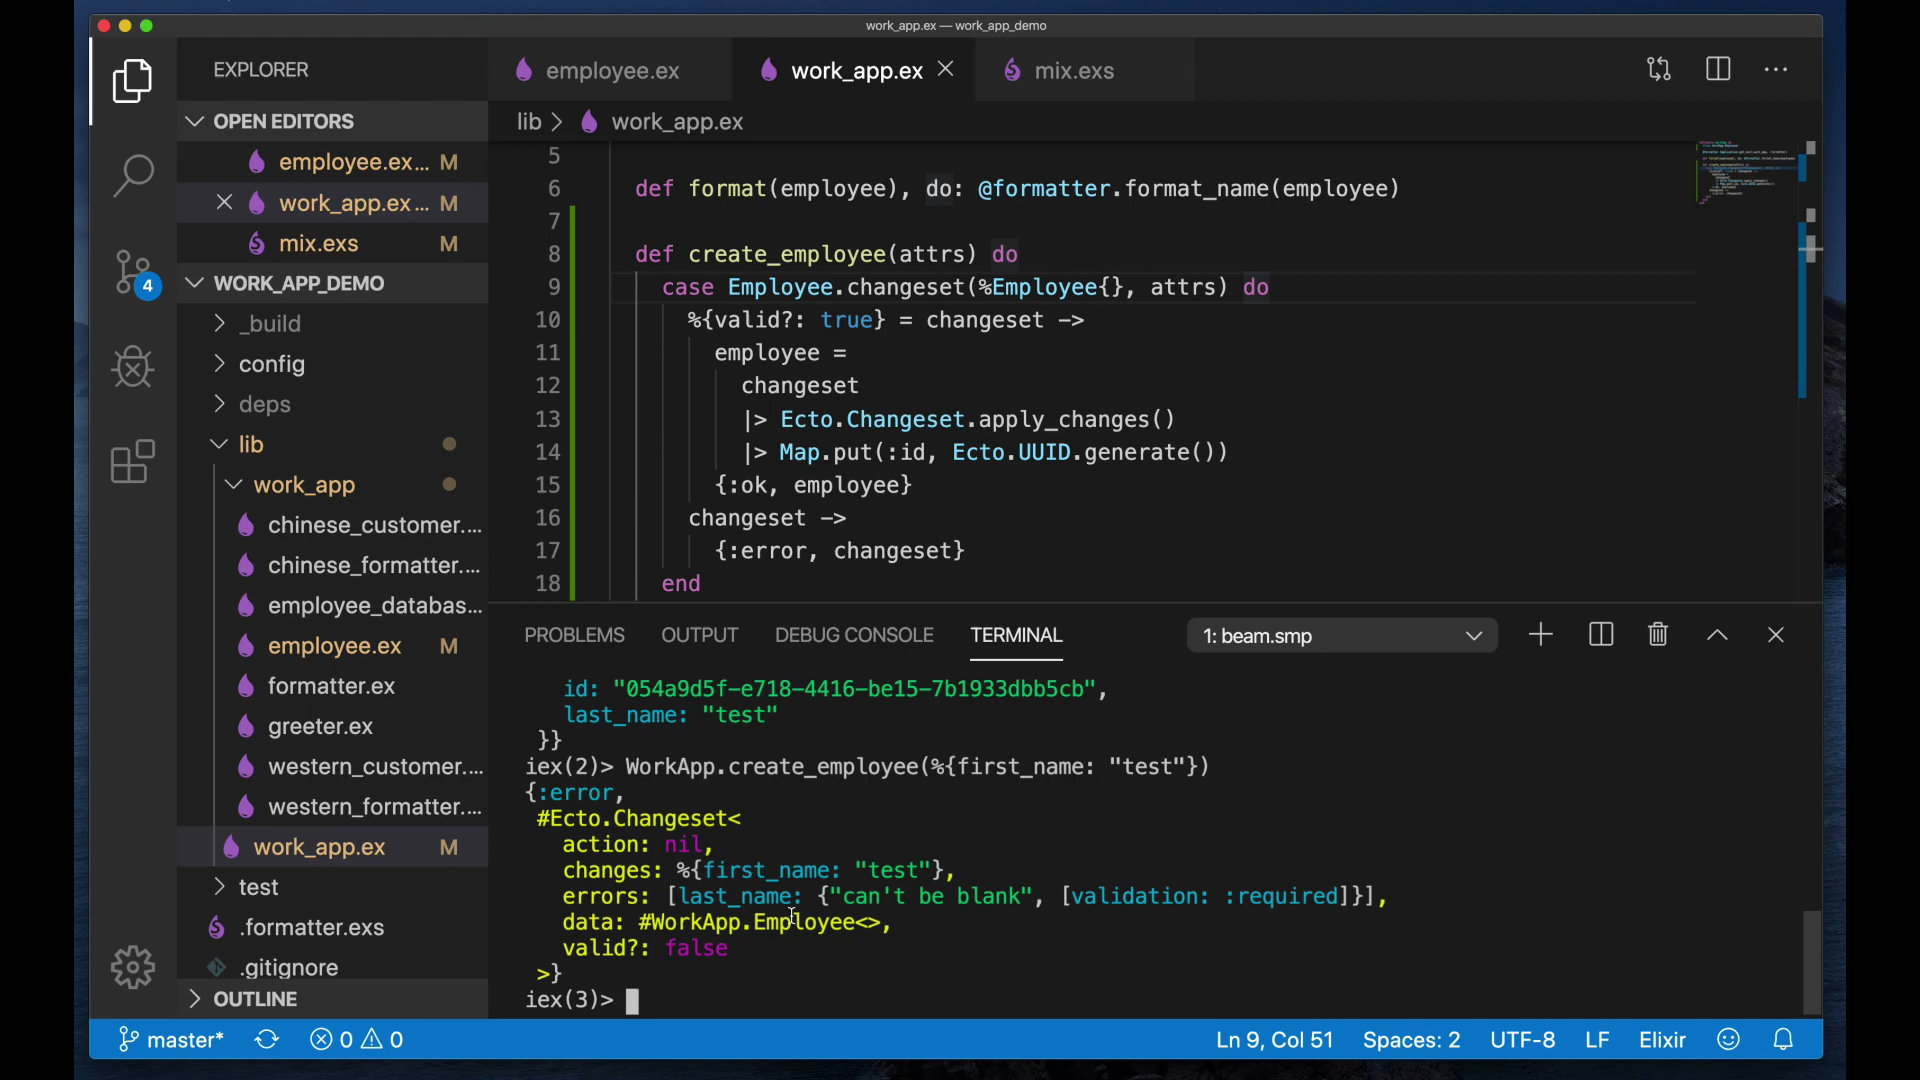 work_app.ex — work_app_demo
EXPLORER
employee.ex
work_app.ex
mix.exs
OPEN EDITORS
employee.ex... M
work_app.ex... M
mix.exs M
4
WORK_APP_DEMO
_build
config
deps
lib
work_app
chinese_customer....
chinese_formatter....
employee_databas...
employee.ex M
formatter.ex
greeter.ex
western_customer....
western_formatter....
work_app.ex M
test
.formatter.exs
.gitignore
OUTLINE
lib > work_app.ex
5
6 def format(employee), do: @formatter.format_name(employee)
7
8 def create_employee(attrs) do
9 case Employee.changeset(%Employee{}, attrs) do
10 %{valid?: true} = changeset ->
11 employee =
12 changeset
13 |> Ecto.Changeset.apply_changes()
14 |> Map.put(:id, Ecto.UUID.generate())
15 {:ok, employee}
16 changeset ->
17 {:error, changeset}
18 end
PROBLEMS OUTPUT DEBUG CONSOLE TERMINAL 1: beam.smp
id: "054a9d5f-e718-4416-be15-7b1933dbb5cb",
last_name: "test"
}}
iex(2)> WorkApp.create_employee(%{first_name: "test"})
{:error,
#Ecto.Changeset<
action: nil,
changes: %{first_name: "test"},
errors: [last_name: {"can't be blank", [validation: :required]}],
data: #WorkApp.Employee<>,
valid?: false
>}
iex(3)>
master* 0 0 Ln 9, Col 51 Spaces: 2 UTF-8 LF Elixir